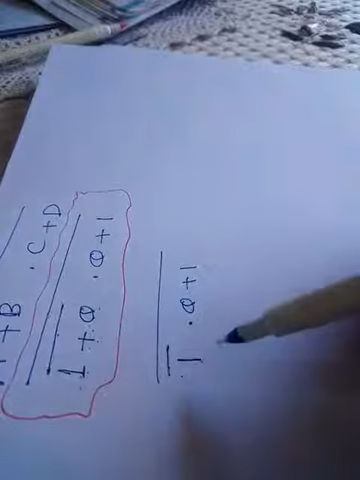 + B . C + D
1 + 0 . 0 + 1
1 . 0 + 1